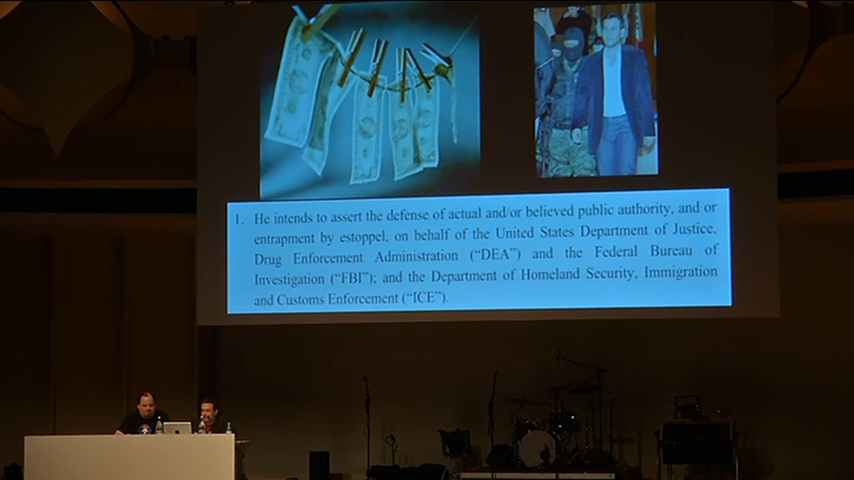 1. He intends to assert the defense of actual and/or believed public authority, and or
entrapment by estoppel, on behalf of the United States Department of Justice,
Drug Enforcement Administration (“DEA”) and the Federal Bureau of
Investigation (“FBI”); and the Department of Homeland Security, Immigration
and Customs Enforcement (“ICE”).